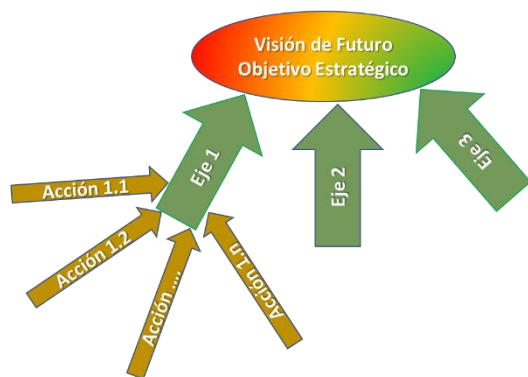 Visión de Futuro
Objetivo Estratégico
Eje 1
Eje 2
Eje 3
Acción 1.1
Acción 1.2
Acción ....
Acción 1.n